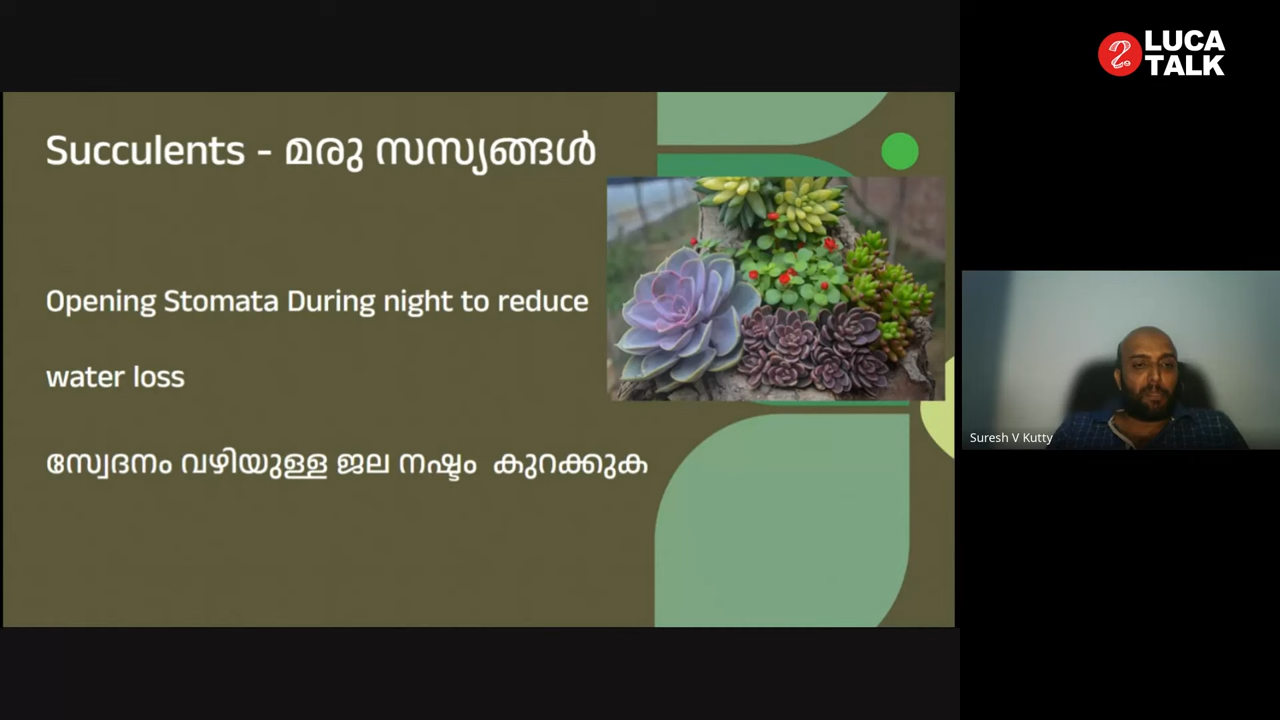 LUCA
TALK
Succulents - മരു സസ്യങ്ങൾ
Opening Stomata During night to reduce
water loss
സ്വേദനം വഴിയുള്ള ജല നഷ്ടം കുറക്കുക
Suresh V Kutty